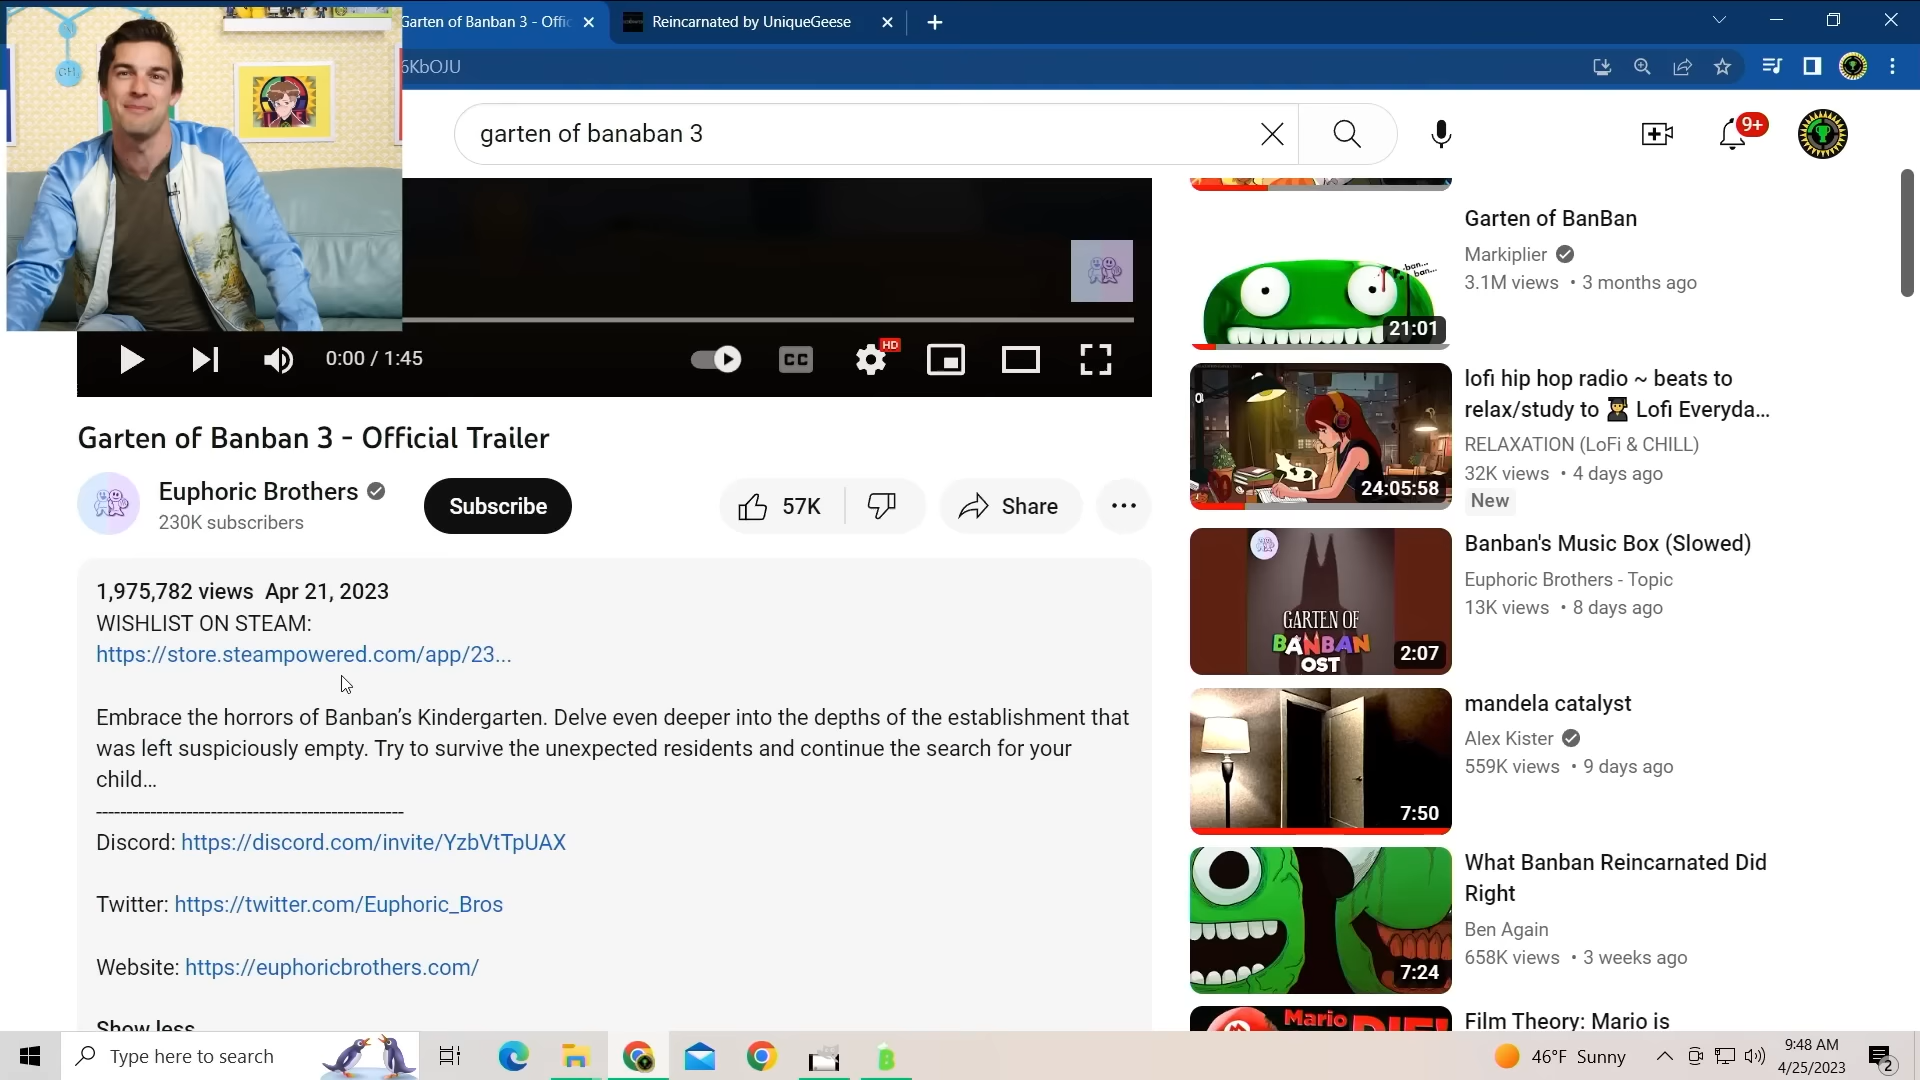 Garten of Banban 3 - Offic
Reincarnated by UniqueGeese
6KbOJU
garten of banaban 3
9+
HD
CC
0:00 / 1:45
Garten of Banban 3 - Official Trailer
Euphoric Brothers
230K subscribers
Subscribe
57K
Share
1,975,782 views Apr 21, 2023
WISHLIST ON STEAM:
https://store.steampowered.com/app/23...
Embrace the horrors of Banban’s Kindergarten. Delve even deeper into the depths of the establishment that
was left suspiciously empty. Try to survive the unexpected residents and continue the search for your
child...
Discord: https://discord.com/invite/YzbVtTpUAX
Twitter: https://twitter.com/Euphoric_Bros
Website: https://euphoricbrothers.com/
Show less
Garten of BanBan
Markiplier
3.1M views • 3 months ago
ban...
ban...
21:01
lofi hip hop radio ~ beats to
relax/study to 👨‍🎓 Lofi Everyda...
RELAXATION (LoFi & CHILL)
32K views • 4 days ago
New
24:05:58
Banban's Music Box (Slowed)
Euphoric Brothers - Topic
13K views • 8 days ago
GARTEN OF
BANBAN
OST
2:07
mandela catalyst
Alex Kister
559K views • 9 days ago
7:50
What Banban Reincarnated Did
Right
Ben Again
658K views • 3 weeks ago
7:24
Mario
Film Theory: Mario is
Type here to search
46°F Sunny
9:48 AM
4/25/2023
2